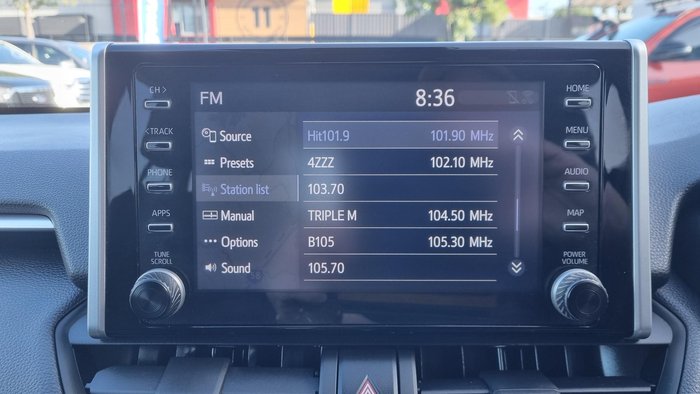 CH >
< TRACK
PHONE
APPS
TUNE
SCROLL
FM
8:36
Source
Presets
Station list
Manual
Options
Sound
Hit101.9 101.90 MHz
4ZZZ 102.10 MHz
103.70
TRIPLE M 104.50 MHz
B105 105.30 MHz
105.70
HOME
MENU
AUDIO
MAP
POWER
VOLUME